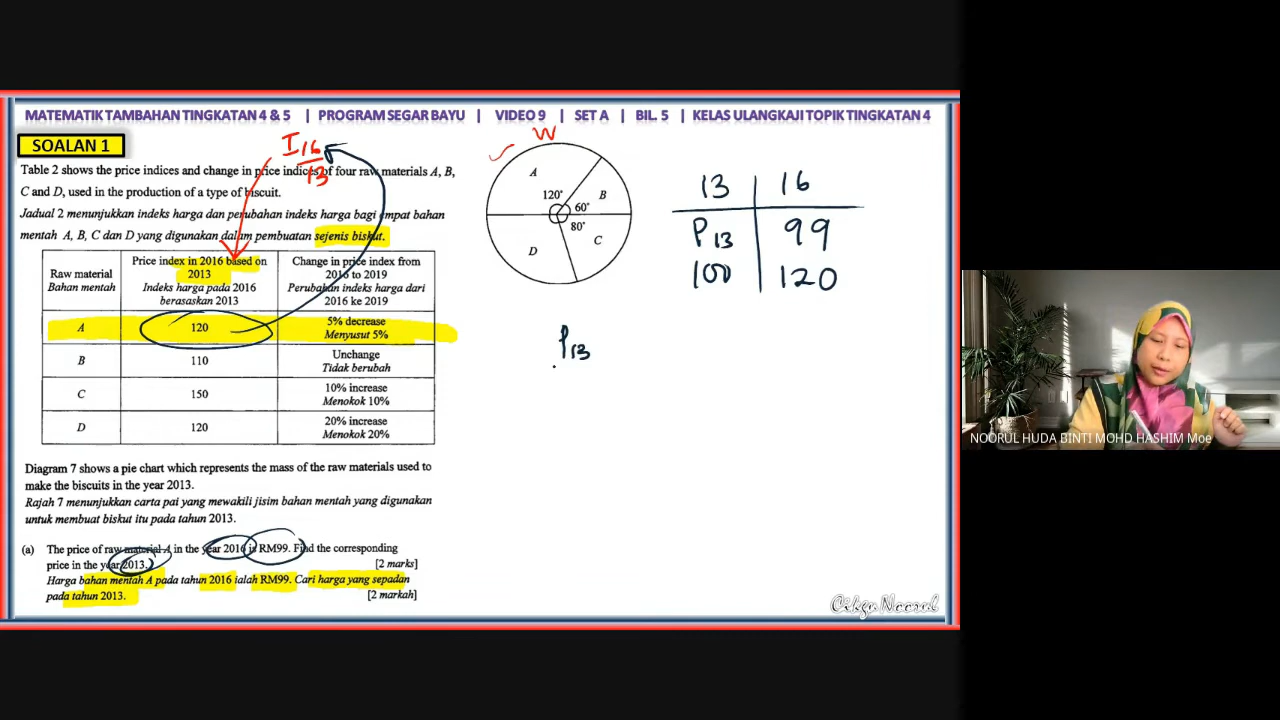 MATEMATIK TAMBAHAN TINGKATAN 4 & 5 | PROGRAM SEGAR BAYU | VIDEO 9 | SET A | BIL. 5 | KELAS ULANGKAJI TOPIK TINGKATAN 4
SOALAN 1
I 16/13
Table 2 shows the price indices and change in price indices of four raw materials A, B,
C and D, used in the production of a type of biscuit.
Jadual 2 menunjukkan indeks harga dan perubahan indeks harga bagi empat bahan
mentah A, B, C dan D yang digunakan dalam pembuatan sejenis biskut.
Raw material
Bahan mentah
Price index in 2016 based on
2013
Indeks harga pada 2016
berasaskan 2013
Change in price index from
2016 to 2019
Perubahan indeks harga dari
2016 ke 2019
A
120
5% decrease
Menyusut 5%
B
110
Unchange
Tidak berubah
C
150
10% increase
Menokok 10%
D
120
20% increase
Menokok 20%
Diagram 7 shows a pie chart which represents the mass of the raw materials used to
make the biscuits in the year 2013.
Rajah 7 menunjukkan carta pai yang mewakili jisim bahan mentah yang digunakan
untuk membuat biskut itu pada tahun 2013.
(a) The price of raw material A in the year 2016 is RM99. Find the corresponding
price in the year 2013. [2 marks]
Harga bahan mentah A pada tahun 2016 ialah RM99. Cari harga yang sepadan
pada tahun 2013. [2 markah]
W
A
120° 60° B
80° C
D
13 16
P13 99
100 120
P13
Cikgu Noorul
NOORUL HUDA BINTI MOHD HASHIM Moe